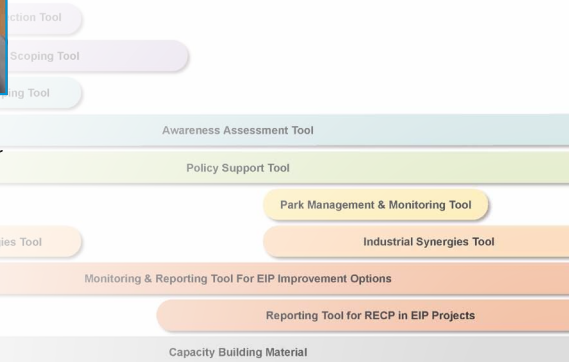 ction Tool
Scoping Tool
ping Tool
Awareness Assessment Tool
Policy Support Tool
Park Management & Monitoring Tool
ies Tool
Industrial Synergies Tool
Monitoring & Reporting Tool For EIP Improvement Options
Reporting Tool for RECP in EIP Projects
Capacity Building Material